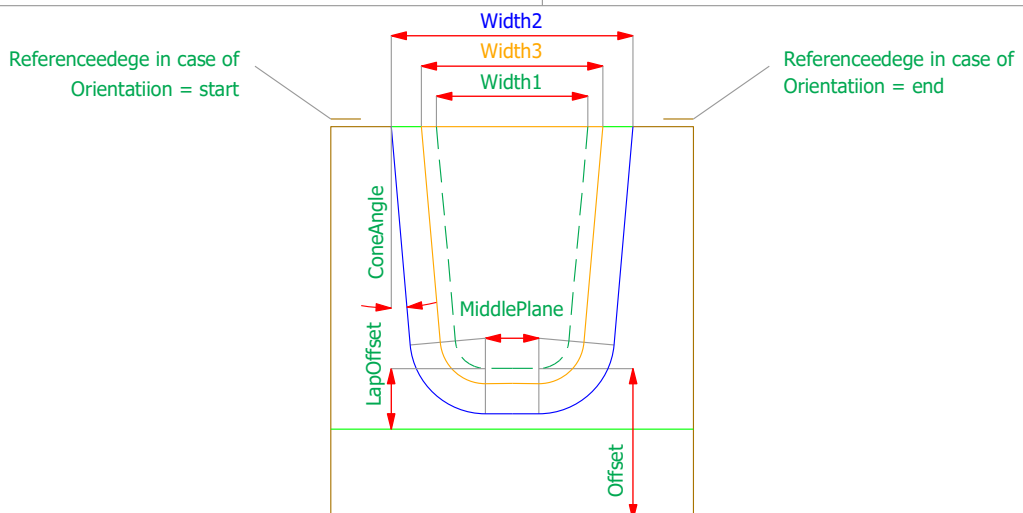 Width2
Width3
Width1
Referenceedege in case of
Orientatiion = start
Referenceedege in case of
Orientatiion = end
ConeAngle
MiddlePlane
LapOffset
Offset